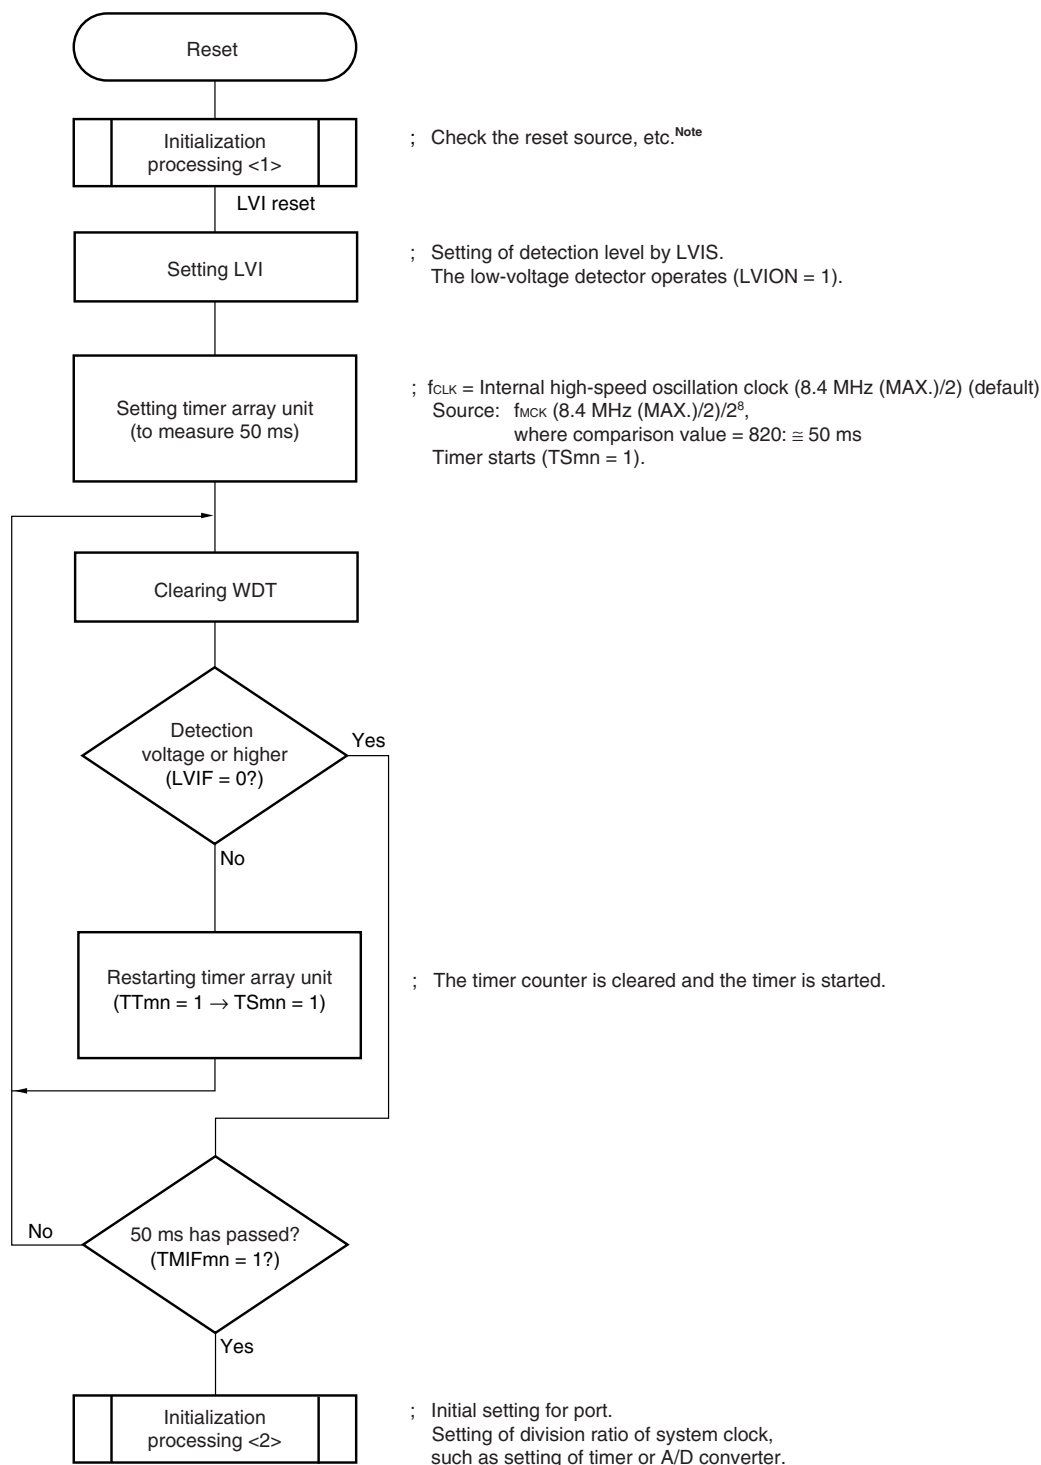 Reset
Initialization
processing <1>
; Check the reset source, etc.Note
LVI reset
Setting LVI
; Setting of detection level by LVIS.
The low-voltage detector operates (LVION = 1).
Setting timer array unit
(to measure 50 ms)
; fCLK = Internal high-speed oscillation clock (8.4 MHz (MAX.)/2) (default)
Source: fMCK (8.4 MHz (MAX.)/2)/2⁸,
where comparison value = 820: ≅ 50 ms
Timer starts (TSmn = 1).
Clearing WDT
Detection
voltage or higher
(LVIF = 0?)
Yes
No
Restarting timer array unit
(TTmn = 1 → TSmn = 1)
; The timer counter is cleared and the timer is started.
50 ms has passed?
(TMIFmn = 1?)
No
Yes
Initialization
processing <2>
; Initial setting for port.
Setting of division ratio of system clock,
such as setting of timer or A/D converter.